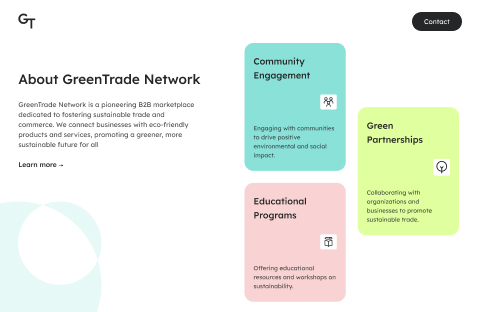 GT
Contact
About GreenTrade Network
GreenTrade Network is a pioneering B2B marketplace
dedicated to fostering sustainable trade and
commerce. We connect businesses with eco-friendly
products and services, promoting a greener, more
sustainable future for all
Learn more →
Community
Engagement
Engaging with communities
to drive positive
environmental and social
impact.
Green
Partnerships
Collaborating with
organizations and
businesses to promote
sustainable trade.
Educational
Programs
Offering educational
resources and workshops on
sustainability.